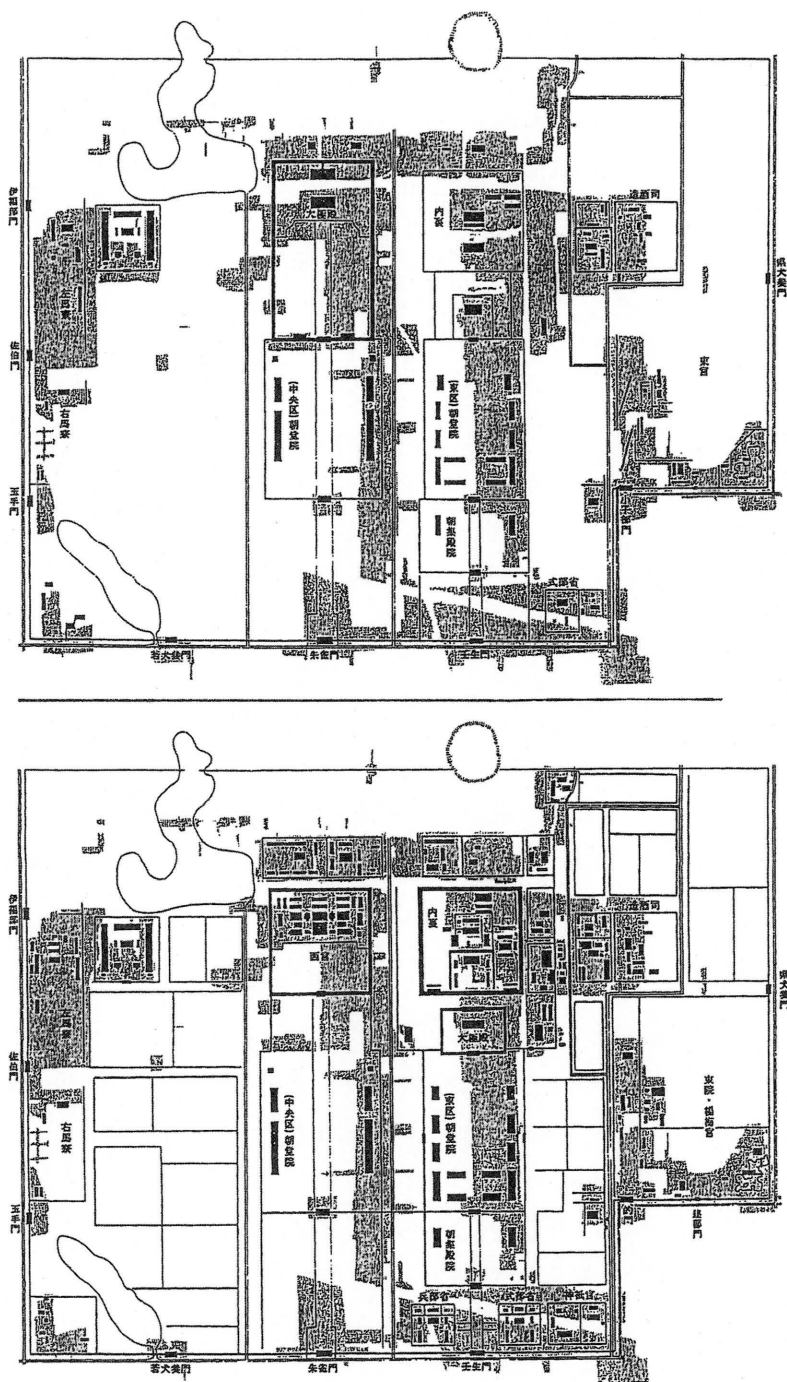 大極殿
内裏
造酒司
伊福部門
左馬寮
県犬養門
佐伯門
東宮
右馬寮
(中央区)朝堂院
(東区)朝堂院
玉手門
朝集殿院
式部省
若犬養門
朱雀門
壬生門
伊福部門
造酒司
内裏
西宮
左馬寮
県犬養門
大極殿
佐伯門
(中央区)朝堂院
(東区)朝堂院
東院・楊梅宮
右馬寮
玉手門
的門
建部門
朝集殿院
兵部省
式部省
神祇官
若犬養門
朱雀門
壬生門